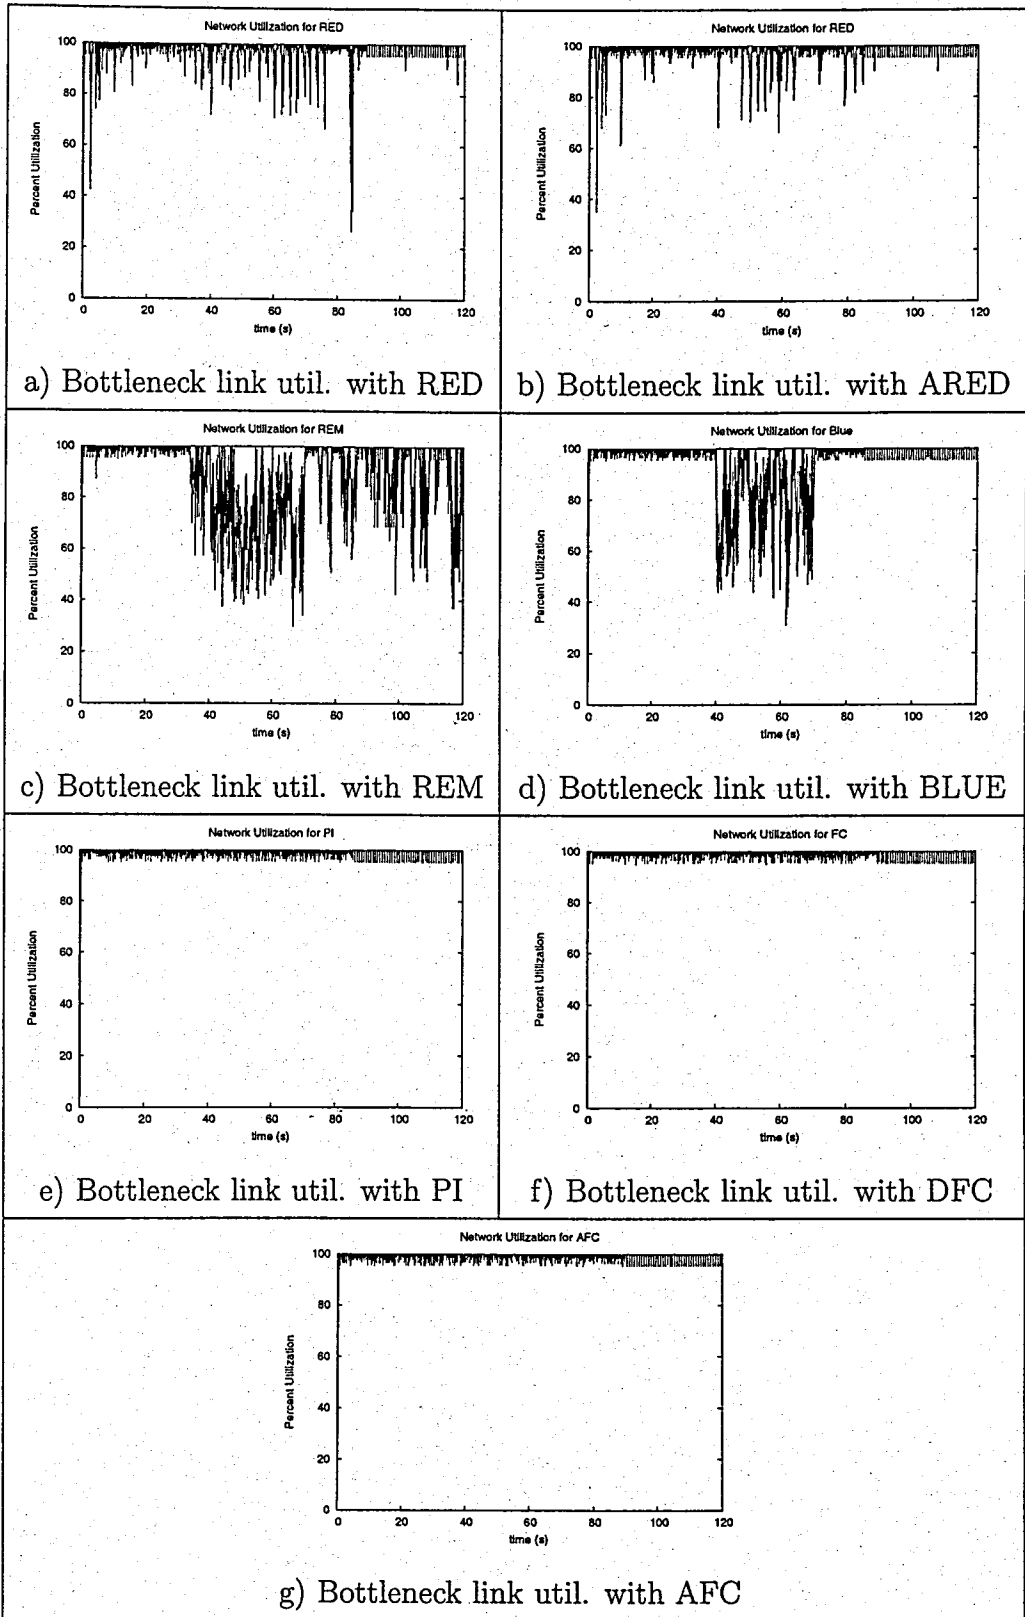 Network Utilization for RED
Percent Utilization
100
80
60
40
20
0
0 20 40 60 80 100 120
time (s)
a) Bottleneck link util. with RED
Network Utilization for RED
Percent Utilization
100
80
60
40
20
0
0 20 40 60 80 100 120
time (s)
b) Bottleneck link util. with ARED
Network Utilization for REM
Percent Utilization
100
80
60
40
20
0
0 20 40 60 80 100 120
time (s)
c) Bottleneck link util. with REM
Network Utilization for Blue
Percent Utilization
100
80
60
40
20
0
0 20 40 60 80 100 120
time (s)
d) Bottleneck link util. with BLUE
Network Utilization for PI
Percent Utilization
100
80
60
40
20
0
0 20 40 60 80 100 120
time (s)
e) Bottleneck link util. with PI
Network Utilization for FC
Percent Utilization
100
80
60
40
20
0
0 20 40 60 80 100 120
time (s)
f) Bottleneck link util. with DFC
Network Utilization for AFC
Percent Utilization
100
80
60
40
20
0
0 20 40 60 80 100 120
time (s)
g) Bottleneck link util. with AFC